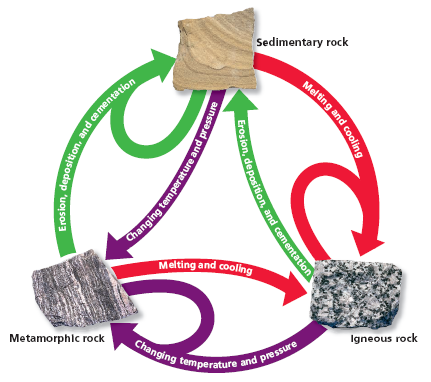 Sedimentary rock
Melting and cooling
Erosion, deposition, and cementation
Changing temperature and pressure
Erosion, deposition, and cementation
Melting and cooling
Metamorphic rock
Igneous rock
Changing temperature and pressure